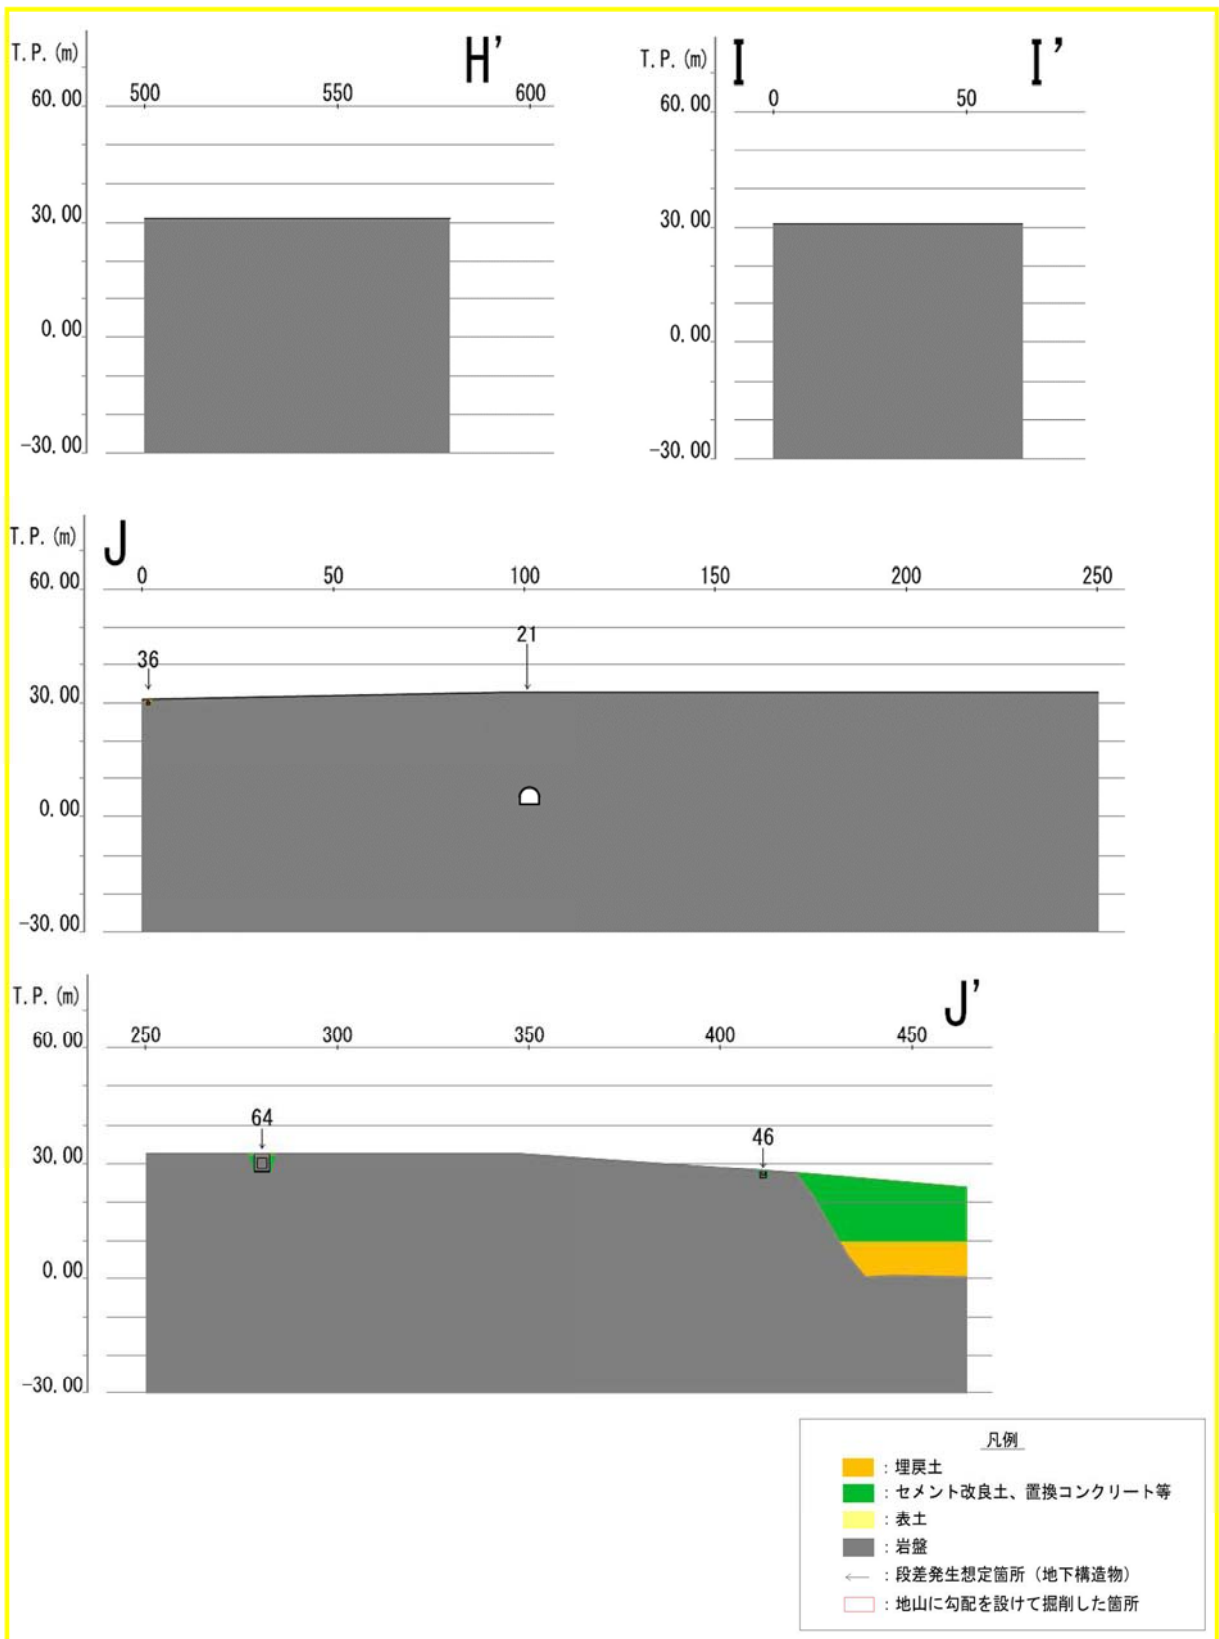 T.P.(m)
H’
500 550 600
60.00
30.00
0.00
-30.00
T.P.(m)
I I’
0 50
60.00
30.00
0.00
-30.00
T.P.(m)
J
0 50 100 150 200 250
60.00
36 21
30.00
0.00
-30.00
T.P.(m)
J’
250 300 350 400 450
60.00
64 46
30.00
0.00
-30.00
凡例
：埋戻土
：セメント改良土、置換コンクリート等
：表土
：岩盤
：段差発生想定箇所（地下構造物）
：地山に勾配を設けて掘削した箇所